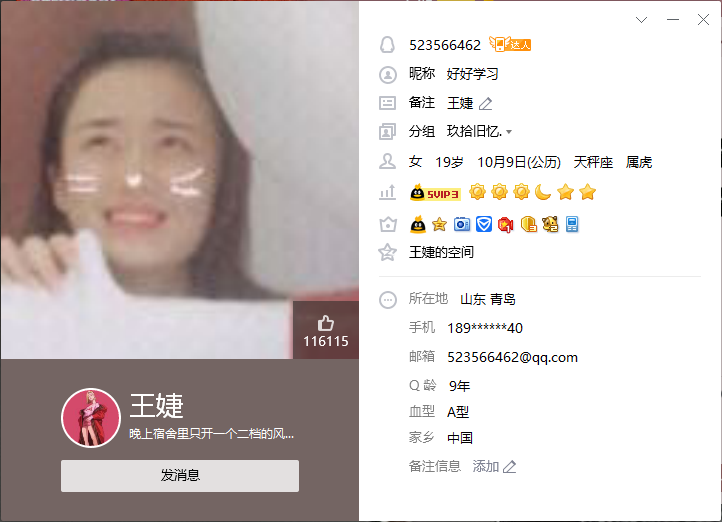 116115
王婕
晚上宿舍里只开一个二档的风...
发消息
523566462 达人
昵称 好好学习
备注 王婕
分组 玖拾旧忆.
女 19岁 10月9日(公历) 天秤座 属虎
SVIP3
王婕的空间
所在地 山东 青岛
手机 189******40
邮箱 523566462@qq.com
Q 龄 9年
血型 A型
家乡 中国
备注信息 添加